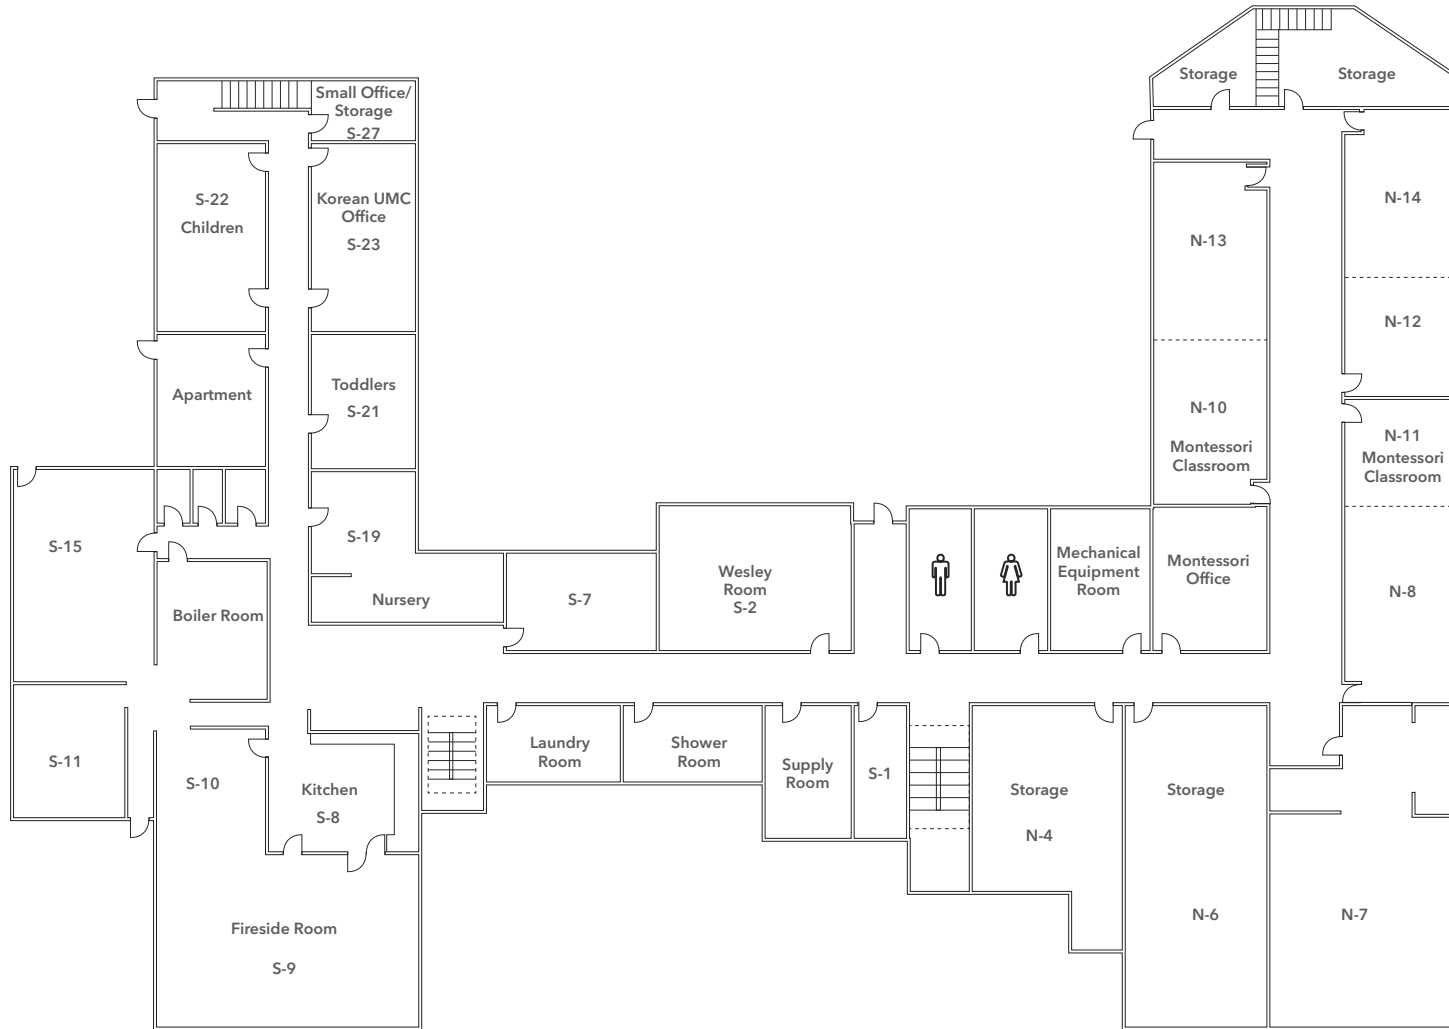 Small Office/
Storage
S-27
Storage
Storage
S-22
Children
Korean UMC
Office
S-23
N-13
N-14
N-12
Apartment
Toddlers
S-21
N-10
Montessori
Classroom
N-11
Montessori
Classroom
S-15
S-19
Nursery
Boiler Room
S-7
Wesley
Room
S-2
Mechanical
Equipment
Room
Montessori
Office
N-8
S-11
S-10
Kitchen
S-8
Laundry
Room
Shower
Room
Supply
Room
S-1
Storage
N-4
Storage
N-6
N-7
Fireside Room
S-9